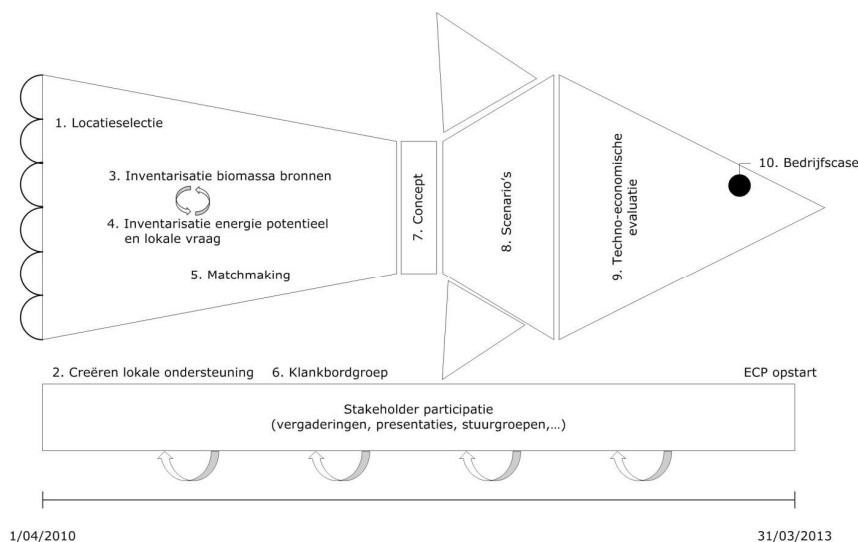 1. Locatieselectie
3. Inventarisatie biomassa bronnen
4. Inventarisatie energie potentieel
en lokale vraag
5. Matchmaking
7. Concept
8. Scenario's
9. Techno-economische
evaluatie
10. Bedrijfscase
2. Creëren lokale ondersteuning
6. Klankbordgroep
ECP opstart
Stakeholder participatie
(vergaderingen, presentaties, stuurgroepen,…)
1/04/2010
31/03/2013